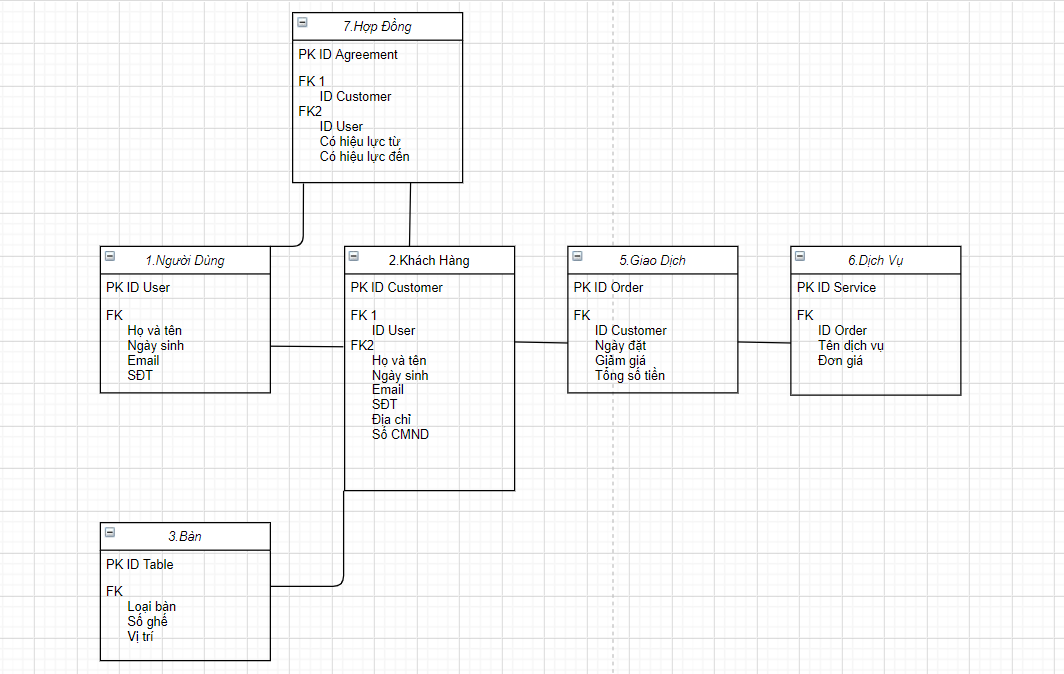 7.Hợp Đồng
PK ID Agreement
FK 1
ID Customer
FK2
ID User
Có hiệu lực từ
Có hiệu lực đến
1.Người Dùng
PK ID User
FK
Họ và tên
Ngày sinh
Email
SĐT
2.Khách Hàng
PK ID Customer
FK 1
ID User
FK2
Họ và tên
Ngày sinh
Email
SĐT
Địa chỉ
Số CMND
5.Giao Dịch
PK ID Order
FK
ID Customer
Ngày đặt
Giảm giá
Tổng số tiền
6.Dịch Vụ
PK ID Service
FK
ID Order
Tên dịch vụ
Đơn giá
3.Bàn
PK ID Table
FK
Loại bàn
Số ghế
Vị trí